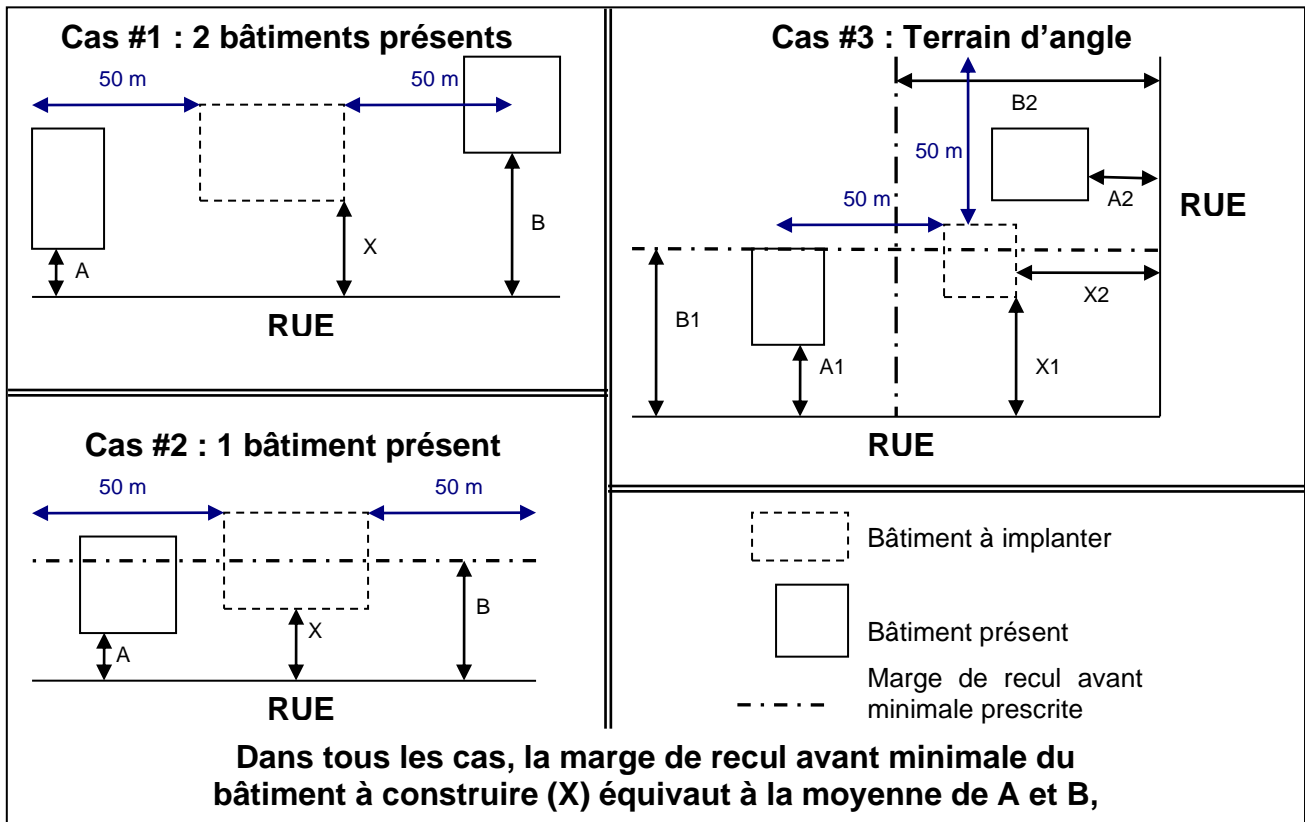 Cas #1 : 2 bâtiments présents
50 m
50 m
A
X
B
RUE
Cas #2 : 1 bâtiment présent
50 m
50 m
A
X
B
RUE
Cas #3 : Terrain d'angle
B2
50 m
A2
RUE
50 m
X2
B1
A1
X1
RUE
Bâtiment à implanter
Bâtiment présent
Marge de recul avant
minimale prescrite
Dans tous les cas, la marge de recul avant minimale du
bâtiment à construire (X) équivaut à la moyenne de A et B,